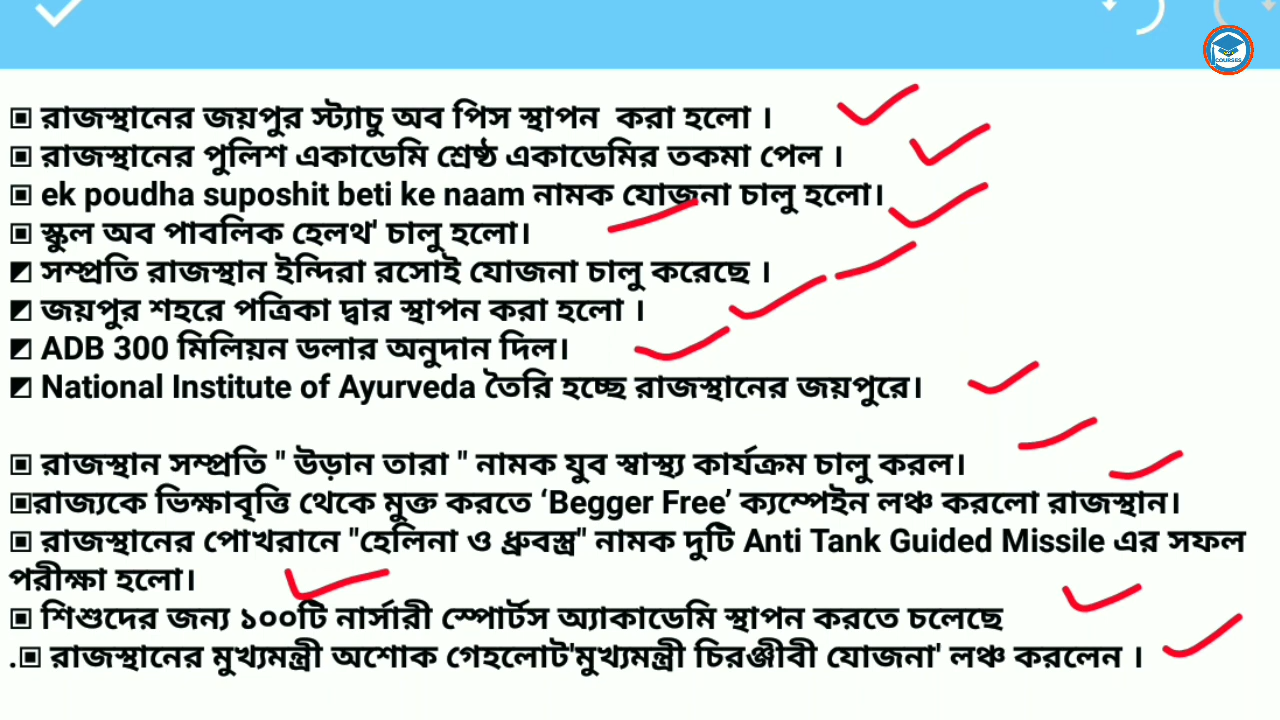 COURSES
▣ রাজস্থানের জয়পুর স্ট্যাচু অব পিস স্থাপন করা হলো ।
▣ রাজস্থানের পুলিশ একাডেমি শ্রেষ্ঠ একাডেমির তকমা পেল ।
▣ ek poudha suposhit beti ke naam নামক যোজনা চালু হলো।
▣ স্কুল অব পাবলিক হেলথ' চালু হলো।
◩ সম্প্রতি রাজস্থান ইন্দিরা রসোই যোজনা চালু করেছে ।
◩ জয়পুর শহরে পত্রিকা দ্বার স্থাপন করা হলো ।
◩ ADB 300 মিলিয়ন ডলার অনুদান দিল।
◩ National Institute of Ayurveda তৈরি হচ্ছে রাজস্থানের জয়পুরে।
▣ রাজস্থান সম্প্রতি " উড়ান তারা " নামক যুব স্বাস্থ্য কার্যক্রম চালু করল।
▣রাজ্যকে ভিক্ষাবৃত্তি থেকে মুক্ত করতে ‘Begger Free’ ক্যম্পেইন লঞ্চ করলো রাজস্থান।
▣ রাজস্থানের পোখরানে "হেলিনা ও ধ্রুবস্ত্র" নামক দুটি Anti Tank Guided Missile এর সফল
পরীক্ষা হলো।
▣ শিশুদের জন্য ১০০টি নার্সারী স্পোর্টস অ্যাকাডেমি স্থাপন করতে চলেছে
.▣ রাজস্থানের মুখ্যমন্ত্রী অশোক গেহলোট'মুখ্যমন্ত্রী চিরঞ্জীবী যোজনা' লঞ্চ করলেন ।